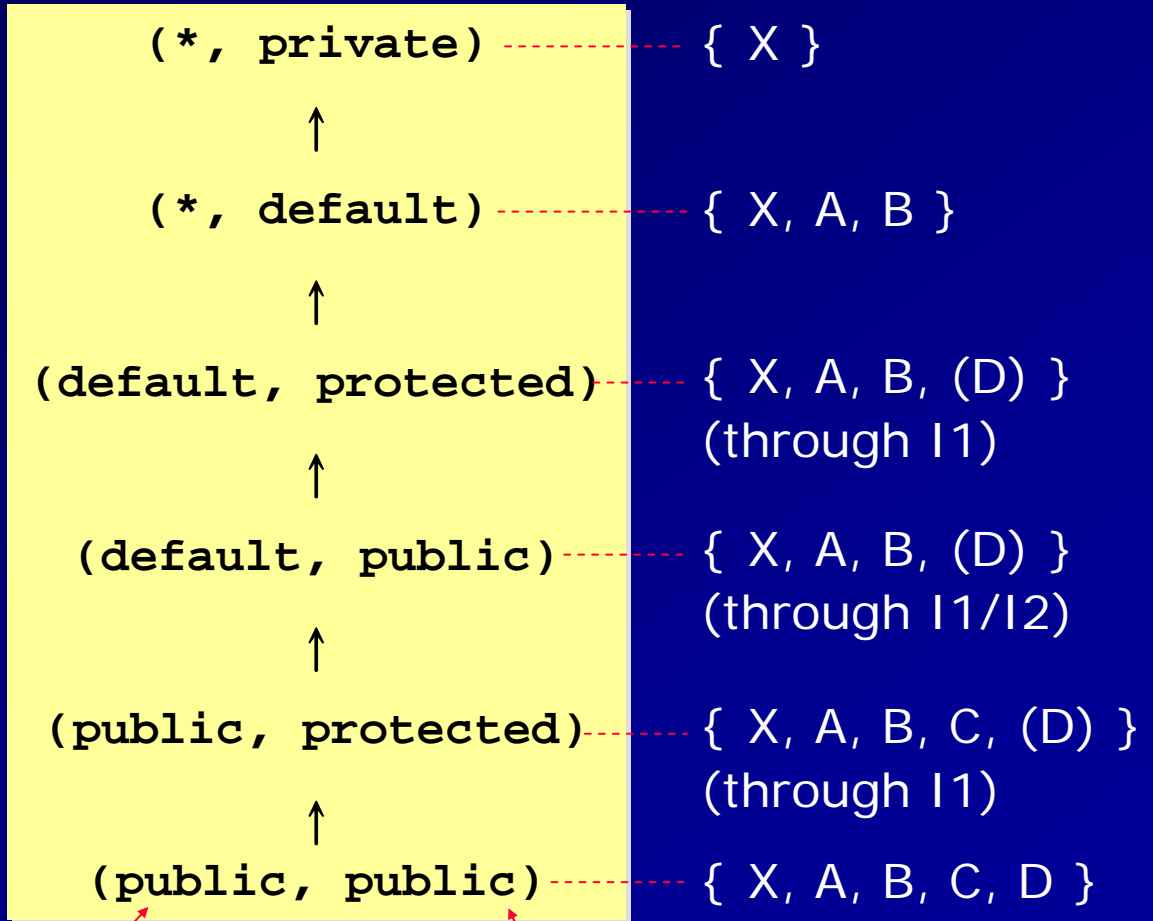 (*, private) { X }
(*, default) { X, A, B }
(default, protected) { X, A, B, (D) }
(through I1)
(default, public) { X, A, B, (D) }
(through I1/I2)
(public, protected) { X, A, B, C, (D) }
(through I1)
(public, public) { X, A, B, C, D }